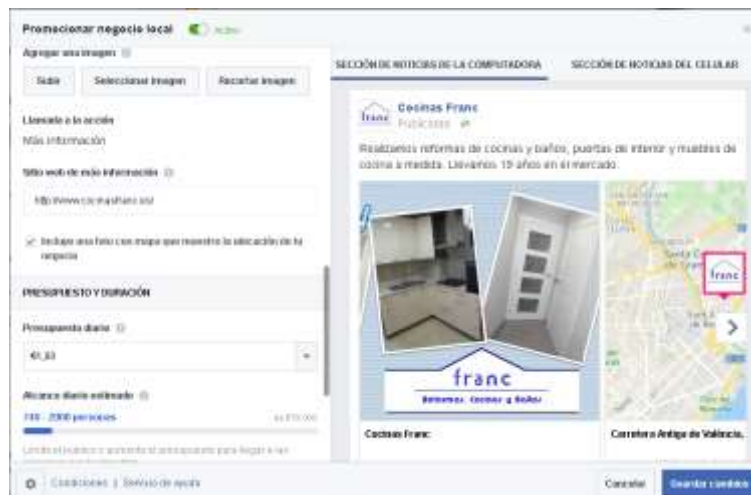 Promocionar negocio local
Activo
Agregar una imagen
Subir
Seleccionar imagen
Recortar imagen
Llamada a la acción
Más información
Sitio web de más información
Incluye una foto con mapa que muestre la ubicación de tu
negocio
PRESUPUESTO Y DURACIÓN
Presupuesto diario
Alcance diario estimado
personas
Condiciones | Servicio de ayuda
SECCIÓN DE NOTICIAS DE LA COMPUTADORA
SECCIÓN DE NOTICIAS DEL CELULAR
franc
Cocinas Franc
Publicidad
Realizamos reformas de cocinas y baños, puertas de interior y muebles de
cocina a medida. Llevamos 19 años en el mercado.
franc
franc
Reformas, Cocinas y Baños
Cocinas Franc
Carretera Antiga de València,
Cancelar
Guardar cambios